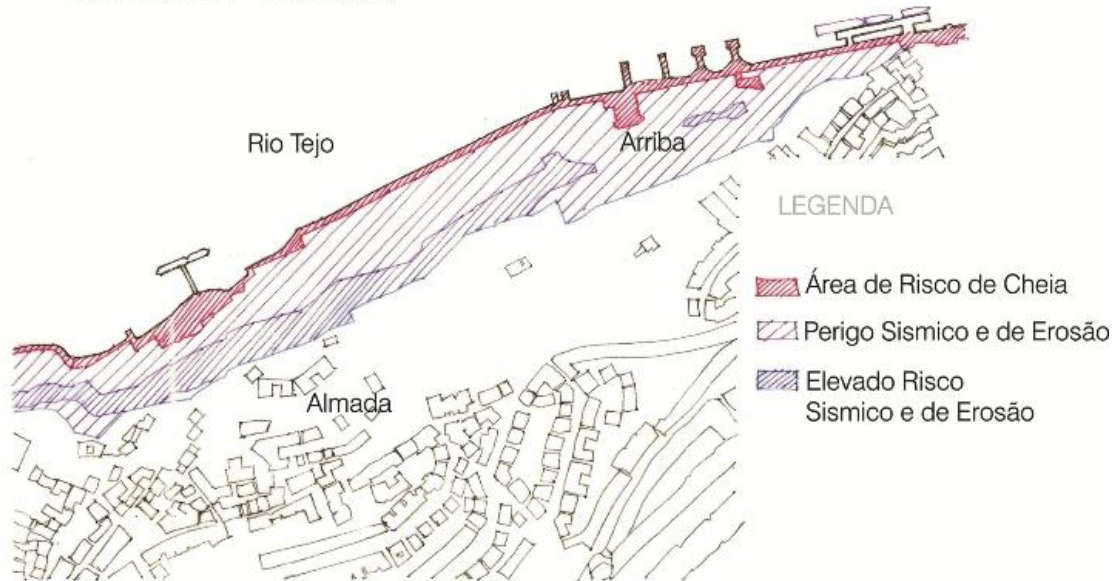 Rio Tejo
Arriba
Almada
LEGENDA
Área de Risco de Cheia
Perigo Sismico e de Erosão
Elevado Risco
Sismico e de Erosão